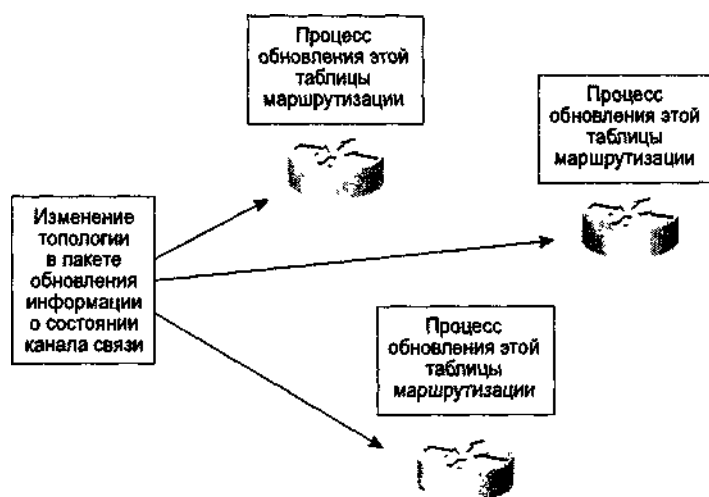 Процесс
обновления этой
таблицы
маршрутизации
Процесс
обновления этой
таблицы
маршрутизации
Изменение
топологии
в пакете
обновления
информации
о состоянии
канала связи
Процесс
обновления этой
таблицы
маршрутизации